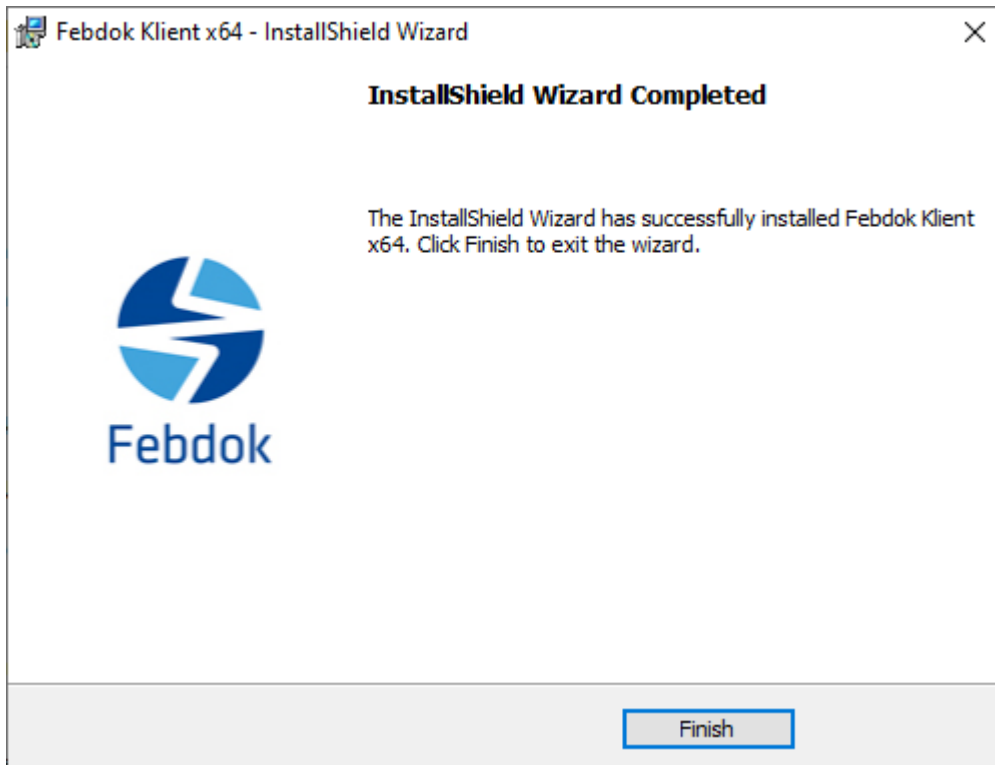 Febdok Klient x64 - InstallShield Wizard
InstallShield Wizard Completed
The InstallShield Wizard has successfully installed Febdok Klient
x64. Click Finish to exit the wizard.
Febdok
Finish